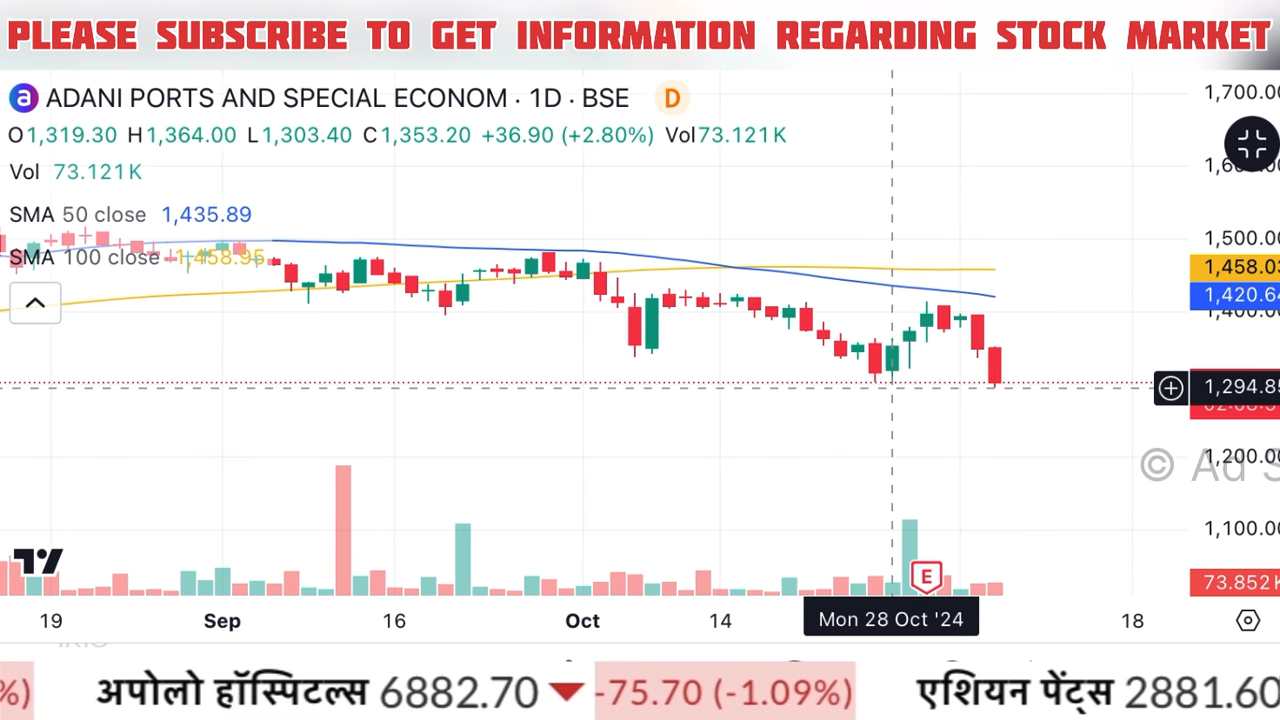 PLEASE SUBSCRIBE TO GET INFORMATION REGARDING STOCK MARKET
a ADANI PORTS AND SPECIAL ECONOM · 1D · BSE D
O1,319.30 H1,364.00 L1,303.40 C1,353.20 +36.90 (+2.80%) Vol73.121K
Vol 73.121K
SMA 50 close 1,435.89
SMA 100 close 1,458.95
1,700.00
1,500.00
1,458.03
1,420.64
1,294.85
1,200.00
© Ad S
1,100.00
E
73.852K
19 Sep 16 Oct 14 Mon 28 Oct '24 18
%) अपोलो हॉस्पिटल्स 6882.70 -75.70 (-1.09%) एशियन पेंट्स 2881.60